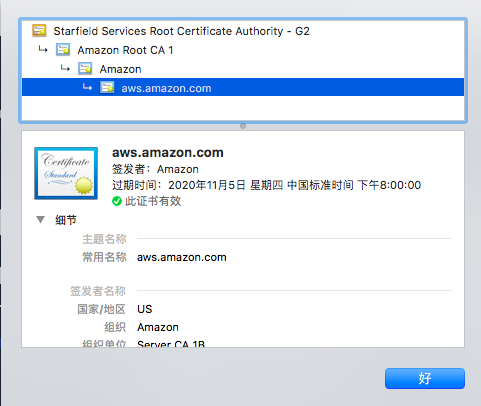 Starfield Services Root Certificate Authority - G2
Amazon Root CA 1
Amazon
aws.amazon.com
Certificate
Standard
aws.amazon.com
签发者：Amazon
过期时间：2020年11月5日 星期四 中国标准时间 下午8:00:00
此证书有效
细节
主题名称
常用名称 aws.amazon.com
签发者名称
国家/地区 US
组织 Amazon
组织单位 Server CA 1B
好